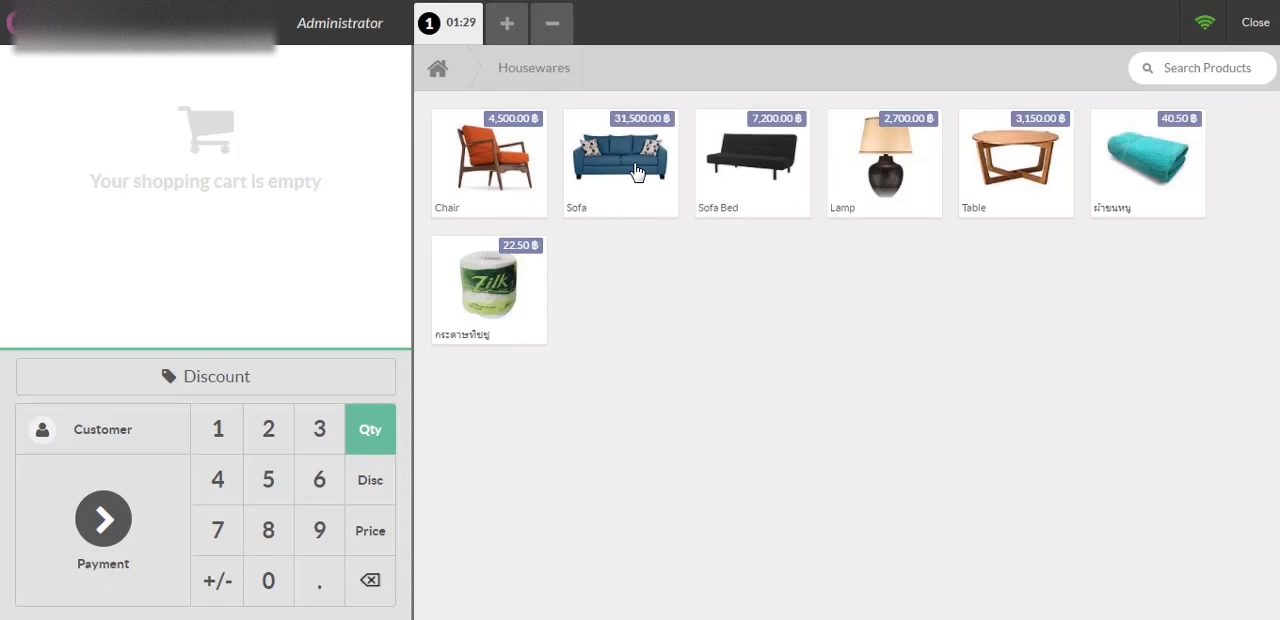 Administrator
1 01:29
Close
Housewares
Search Products
Your shopping cart is empty
4,500.00 ฿
Chair
31,500.00 ฿
Sofa
7,200.00 ฿
Sofa Bed
2,700.00 ฿
Lamp
3,150.00 ฿
Table
40.50 ฿
ผ้าขนหนู
22.50 ฿
Zilk
กระดาษทิชชู
Discount
Customer
1 2 3 Qty
4 5 6 Disc
7 8 9 Price
+/- 0 .
Payment